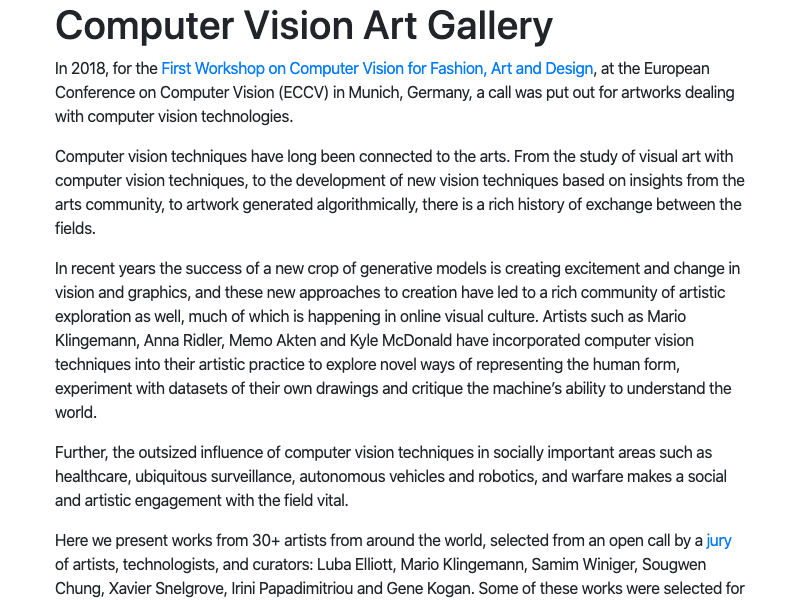 Computer Vision Art Gallery
In 2018, for the First Workshop on Computer Vision for Fashion, Art and Design, at the European
Conference on Computer Vision (ECCV) in Munich, Germany, a call was put out for artworks dealing
with computer vision technologies.
Computer vision techniques have long been connected to the arts. From the study of visual art with
computer vision techniques, to the development of new vision techniques based on insights from the
arts community, to artwork generated algorithmically, there is a rich history of exchange between the
fields.
In recent years the success of a new crop of generative models is creating excitement and change in
vision and graphics, and these new approaches to creation have led to a rich community of artistic
exploration as well, much of which is happening in online visual culture. Artists such as Mario
Klingemann, Anna Ridler, Memo Akten and Kyle McDonald have incorporated computer vision
techniques into their artistic practice to explore novel ways of representing the human form,
experiment with datasets of their own drawings and critique the machine’s ability to understand the
world.
Further, the outsized influence of computer vision techniques in socially important areas such as
healthcare, ubiquitous surveillance, autonomous vehicles and robotics, and warfare makes a social
and artistic engagement with the field vital.
Here we present works from 30+ artists from around the world, selected from an open call by a jury
of artists, technologists, and curators: Luba Elliott, Mario Klingemann, Samim Winiger, Sougwen
Chung, Xavier Snelgrove, Irini Papadimitriou and Gene Kogan. Some of these works were selected for